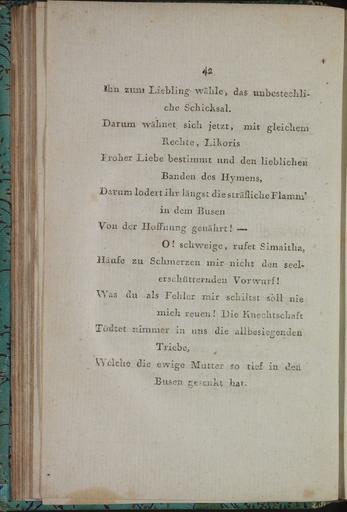 42
Ihn zum Liebling wähle, das unbestechli-
che Schicksal.
Darum wähnet sich jetzt, mit gleichem
Rechte, Likoris
Froher Liebe bestimmt und den lieblichen
Banden des Hymens,
Darum lodert ihr längst die sträfliche Flamm'
in dem Busen
Von der Hoffnung genährt! —
O! schweige, rufet Simaitha,
Häufe zu Schmerzen mir nicht den seel-
erschütternden Vorwurf!
Was du als Fehler mir schiltst soll nie
mich reuen! Die Knechtschaft
Tödtet nimmer in uns die allbesiegenden
Triebe,
Welche die ewige Mutter so tief in den
Busen gesenkt hat.